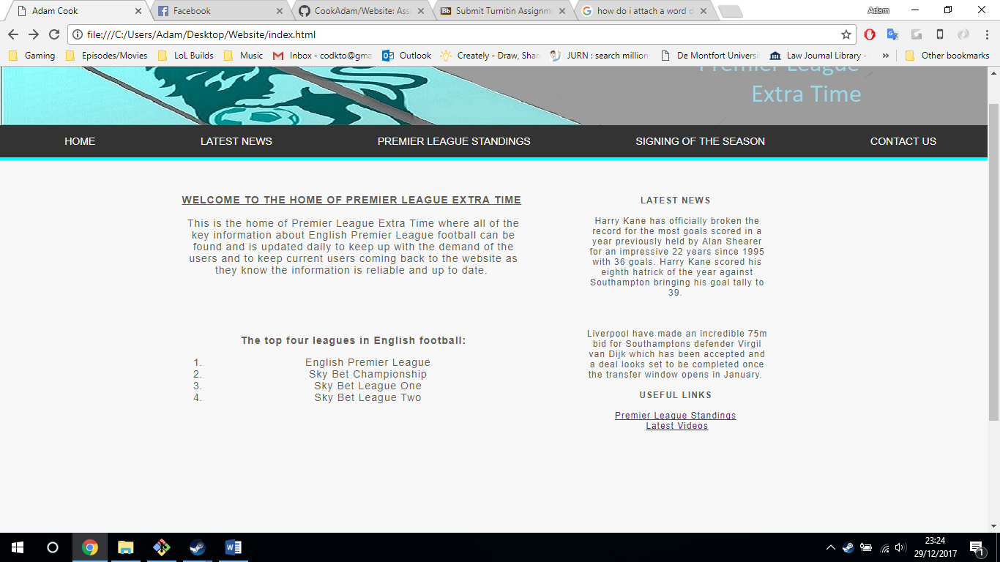 Adam Cook
Facebook
CookAdam/Website: Ass
Submit Turnitin Assignm
how do i attach a word d
Adam
file:///C:/Users/Adam/Desktop/Website/index.html
Gaming
Episodes/Movies
LoL Builds
Music
Inbox - codkto@gma
Outlook
Creately - Draw, Shar
JURN : search million
De Montfort Universi
Law Journal Library -
»
Other bookmarks
Premier League
Extra Time
HOME
LATEST NEWS
PREMIER LEAGUE STANDINGS
SIGNING OF THE SEASON
CONTACT US
WELCOME TO THE HOME OF PREMIER LEAGUE EXTRA TIME
This is the home of Premier League Extra Time where all of the
key information about English Premier League football can be
found and is updated daily to keep up with the demand of the
users and to keep current users coming back to the website as
they know the information is reliable and up to date.
The top four leagues in English football:
1. English Premier League
2. Sky Bet Championship
3. Sky Bet League One
4. Sky Bet League Two
LATEST NEWS
Harry Kane has officially broken the
record for the most goals scored in a
year previously held by Alan Shearer
for an impressive 22 years since 1995
with 36 goals. Harry Kane scored his
eighth hatrick of the year against
Southampton bringing his goal tally to
39.
Liverpool have made an incredible 75m
bid for Southamptons defender Virgil
van Dijk which has been accepted and
a deal looks set to be completed once
the transfer window opens in January.
USEFUL LINKS
Premier League Standings
Latest Videos
23:24
29/12/2017
1